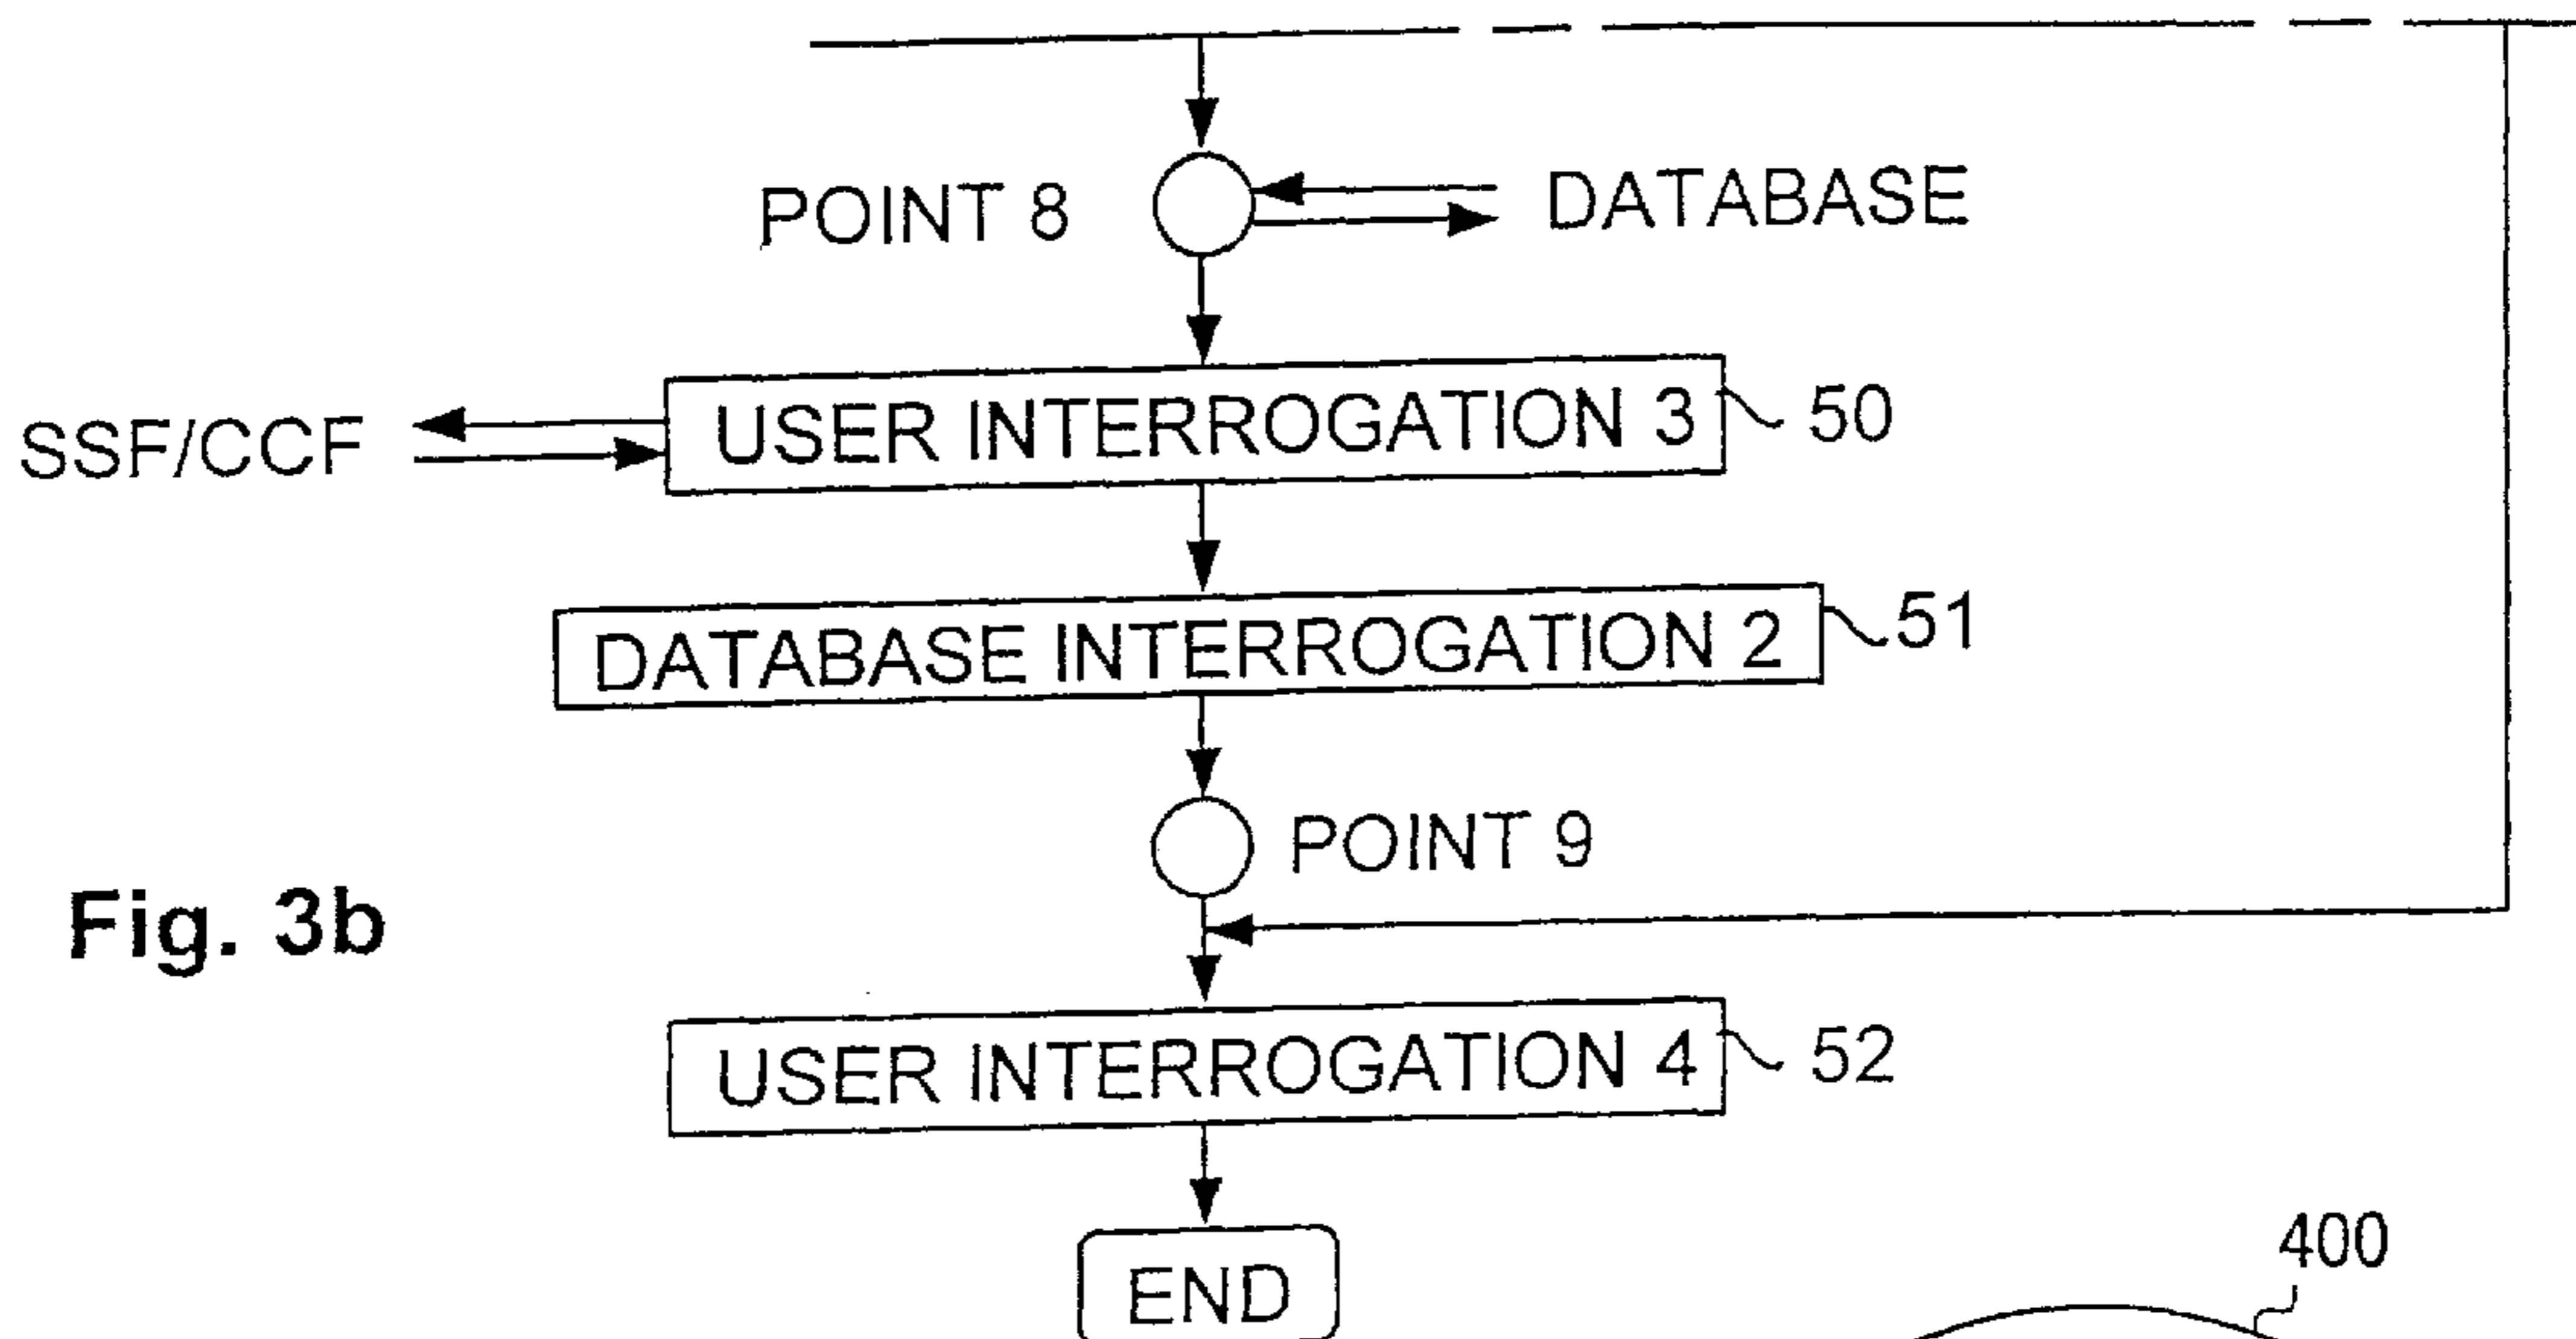 POINT 8
DATABASE
SSF/CCF
USER INTERROGATION 3
50
DATABASE INTERROGATION 2
51
POINT 9
Fig. 3b
USER INTERROGATION 4
52
END
400